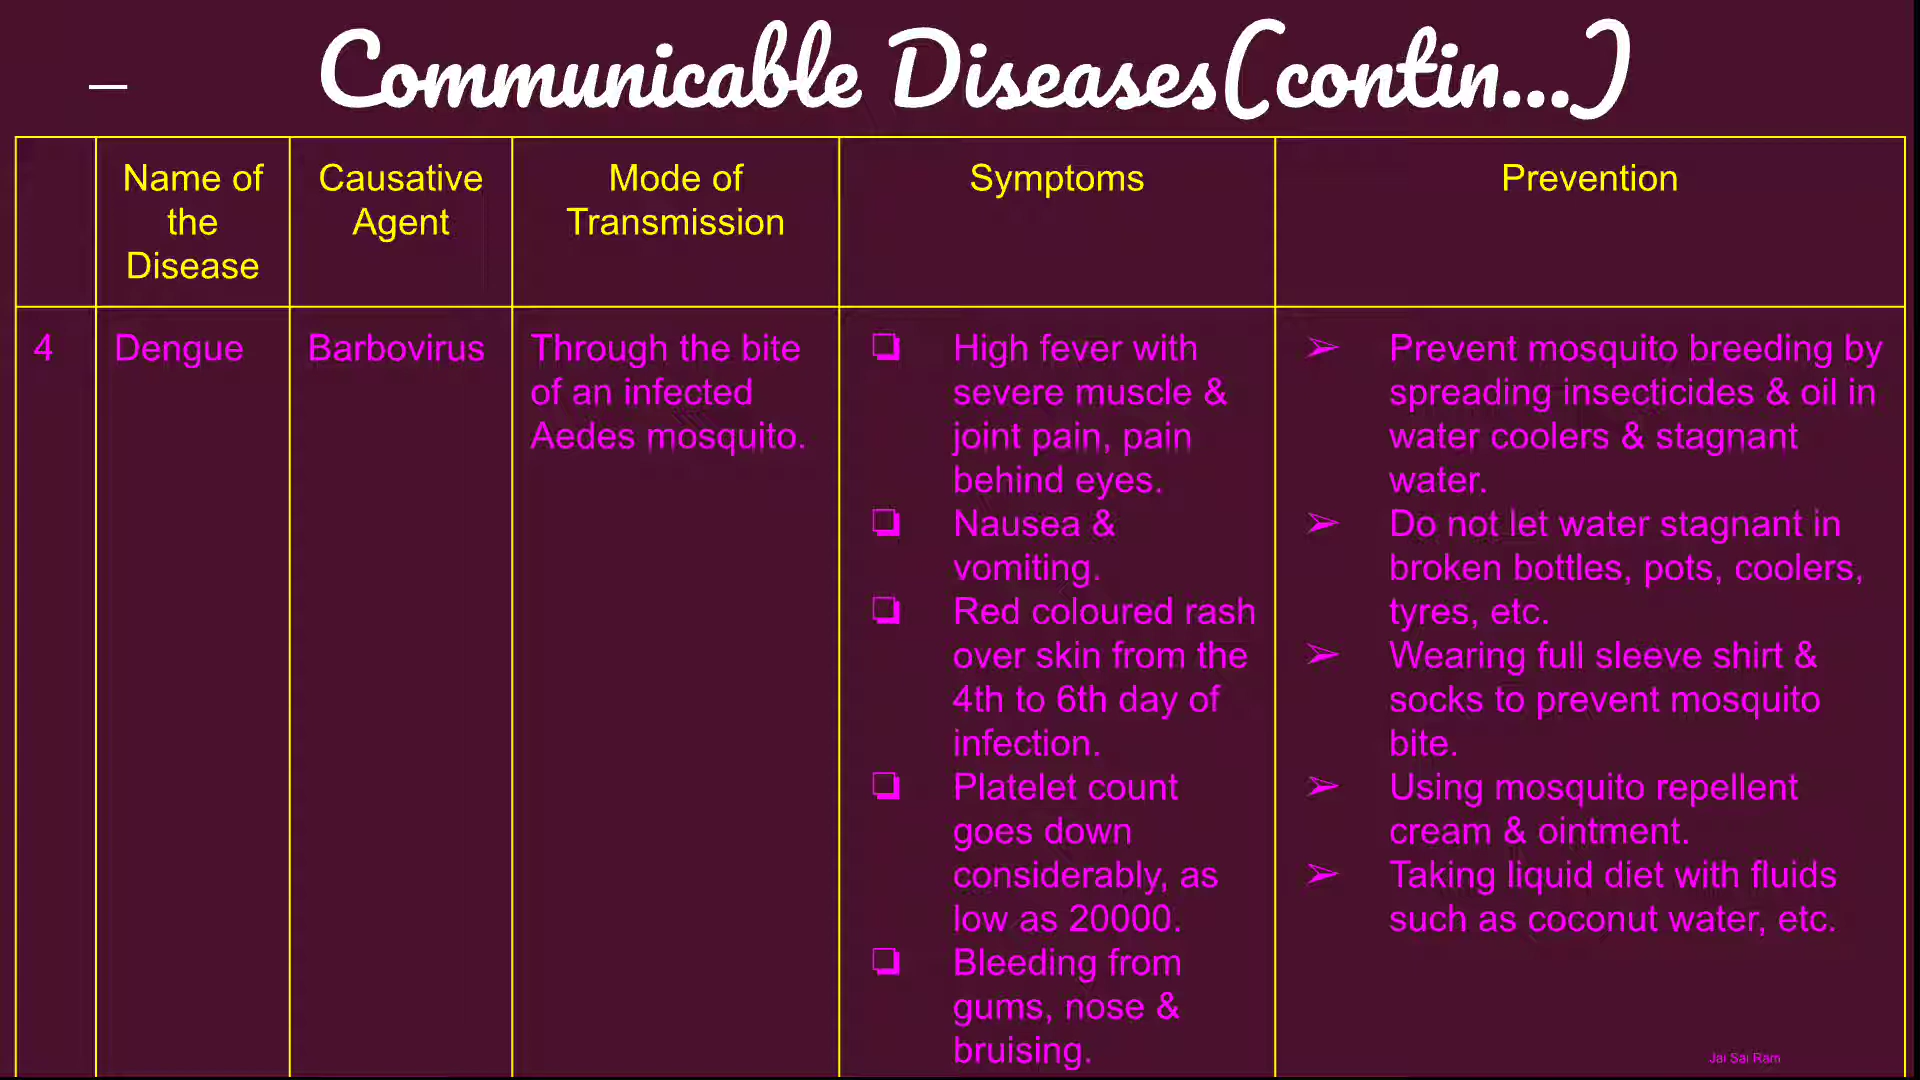 Communicable Diseases(contin...)
Name of
the
Disease
Causative
Agent
Mode of
Transmission
Symptoms
Prevention
4
Dengue
Barbovirus
Through the bite
of an infected
Aedes mosquito.
❏ High fever with
severe muscle &
joint pain, pain
behind eyes.
❏ Nausea &
vomiting.
❏ Red coloured rash
over skin from the
4th to 6th day of
infection.
❏ Platelet count
goes down
considerably, as
low as 20000.
❏ Bleeding from
gums, nose &
bruising.
➢ Prevent mosquito breeding by
spreading insecticides & oil in
water coolers & stagnant
water.
➢ Do not let water stagnant in
broken bottles, pots, coolers,
tyres, etc.
➢ Wearing full sleeve shirt &
socks to prevent mosquito
bite.
➢ Using mosquito repellent
cream & ointment.
➢ Taking liquid diet with fluids
such as coconut water, etc.
Jai Sai Ram